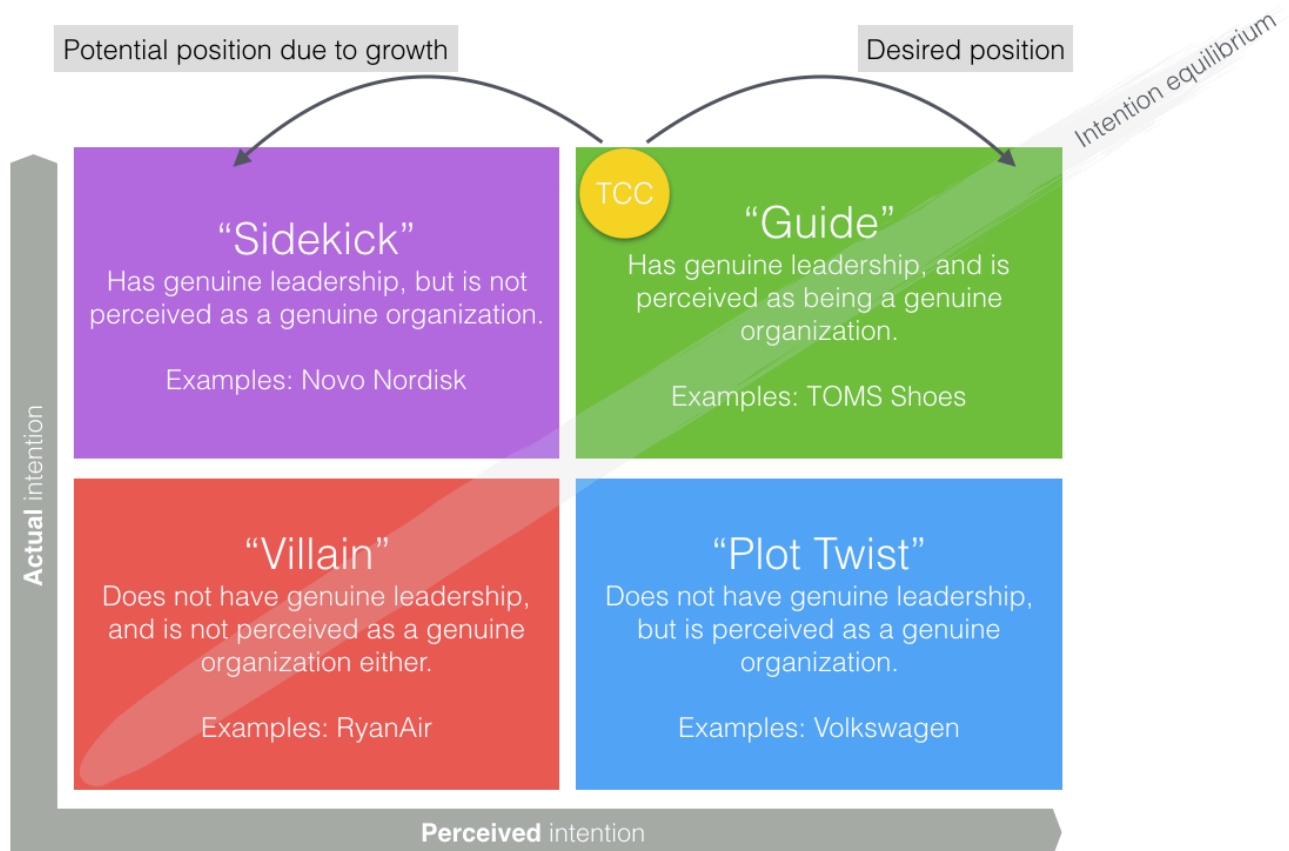 Potential position due to growth
Desired position
Intention equilibrium
TCC
“Sidekick”
Has genuine leadership, but is not
perceived as a genuine organization.
Examples: Novo Nordisk
“Guide”
Has genuine leadership, and is
perceived as being a genuine
organization.
Examples: TOMS Shoes
Actual intention
“Villain”
Does not have genuine leadership,
and is not perceived as a genuine
organization either.
Examples: RyanAir
“Plot Twist”
Does not have genuine leadership,
but is perceived as a genuine
organization.
Examples: Volkswagen
Perceived intention